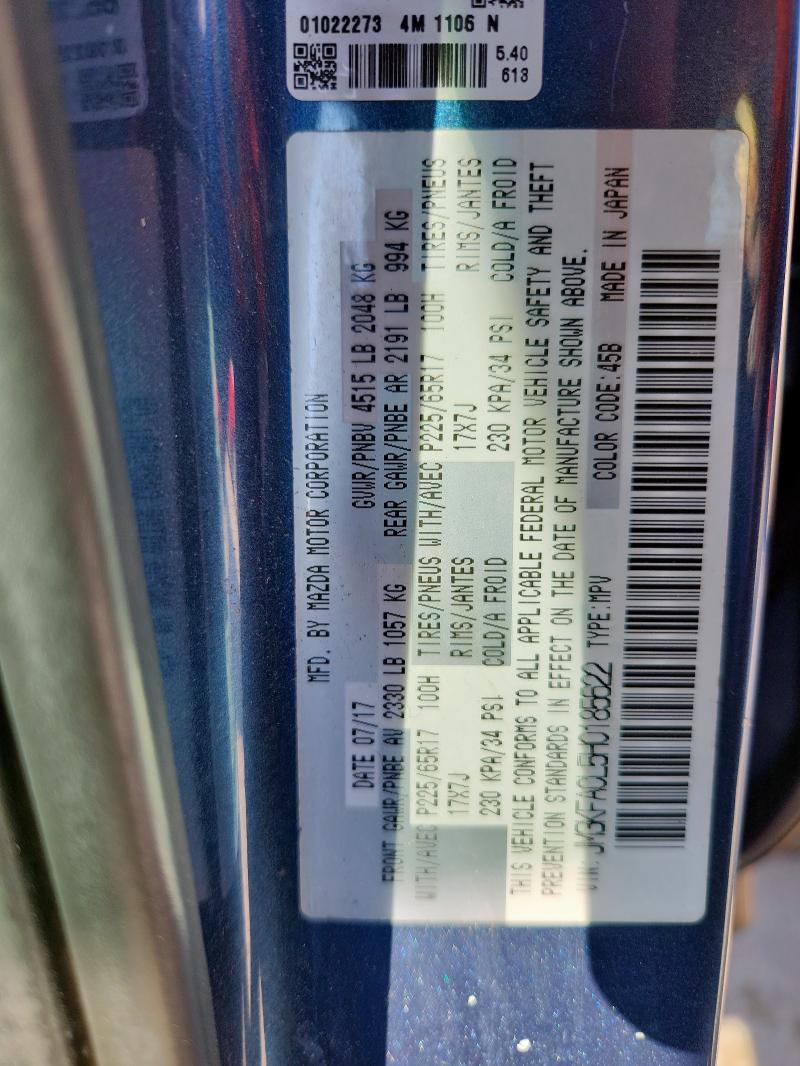 01022273 4M 1106 N
5.40
613
MFD. BY MAZDA MOTOR CORPORATION
DATE 07/17 GVWR/PNBV 4515 LB 2048 KG
FRONT GAWR/PNBE AV 2330 LB 1057 KG REAR GAWR/PNBE AR 2191 LB 994 KG
WITH/AVEC P225/65R17 100H TIRES/PNEUS WITH/AVEC P225/65R17 100H TIRES/PNEUS
17X7J RIMS/JANTES 17X7J RIMS/JANTES
230 KPA/34 PSI COLD/A FROID 230 KPA/34 PSI COLD/A FROID
THIS VEHICLE CONFORMS TO ALL APPLICABLE FEDERAL MOTOR VEHICLE SAFETY AND THEFT
PREVENTION STANDARDS IN EFFECT ON THE DATE OF MANUFACTURE SHOWN ABOVE.
VIN: JM3KFACL5H0185622 TYPE:MPV COLOR CODE:45B MADE IN JAPAN